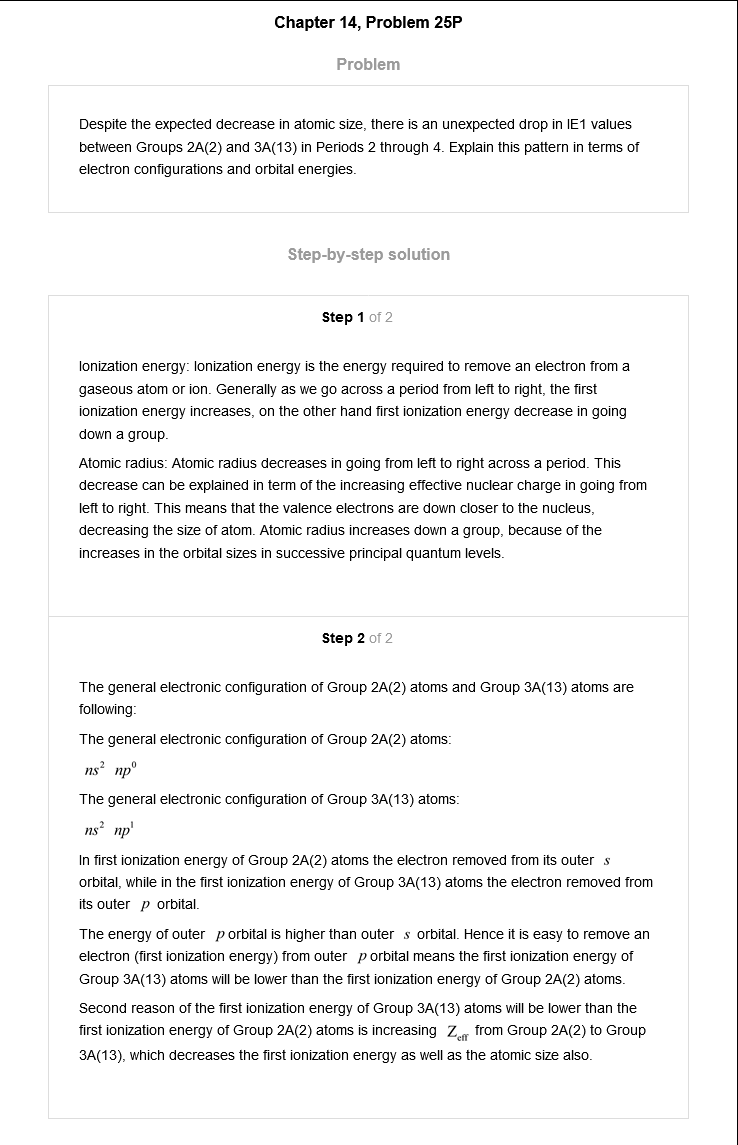 Chapter 14, Problem 25P
Problem
Despite the expected decrease in atomic size, there is an unexpected drop in IE1 values
between Groups 2A(2) and 3A(13) in Periods 2 through 4. Explain this pattern in terms of
electron configurations and orbital energies.
Step-by-step solution
Step 1 of 2
Ionization energy: Ionization energy is the energy required to remove an electron from a
gaseous atom or ion. Generally as we go across a period from left to right, the first
ionization energy increases, on the other hand first ionization energy decrease in going
down a group.
Atomic radius: Atomic radius decreases in going from left to right across a period. This
decrease can be explained in term of the increasing effective nuclear charge in going from
left to right. This means that the valence electrons are down closer to the nucleus,
decreasing the size of atom. Atomic radius increases down a group, because of the
increases in the orbital sizes in successive principal quantum levels.
Step 2 of 2
The general electronic configuration of Group 2A(2) atoms and Group 3A(13) atoms are
following:
The general electronic configuration of Group 2A(2) atoms:
ns² np⁰
The general electronic configuration of Group 3A(13) atoms:
ns² np¹
In first ionization energy of Group 2A(2) atoms the electron removed from its outer s
orbital, while in the first ionization energy of Group 3A(13) atoms the electron removed from
its outer p orbital.
The energy of outer p orbital is higher than outer s orbital. Hence it is easy to remove an
electron (first ionization energy) from outer p orbital means the first ionization energy of
Group 3A(13) atoms will be lower than the first ionization energy of Group 2A(2) atoms.
Second reason of the first ionization energy of Group 3A(13) atoms will be lower than the
first ionization energy of Group 2A(2) atoms is increasing Zeff from Group 2A(2) to Group
3A(13), which decreases the first ionization energy as well as the atomic size also.